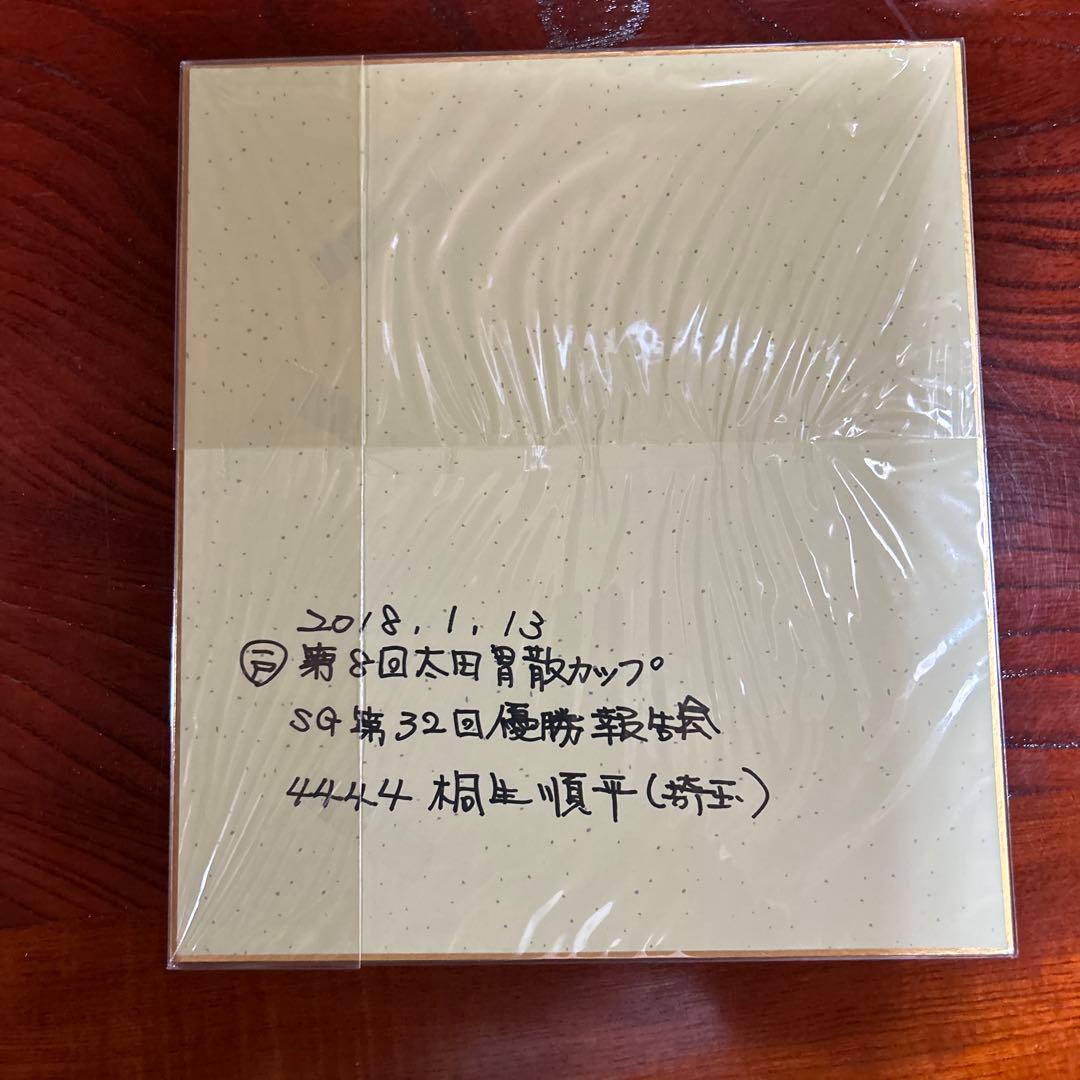 2018.1.13
㊁ 第8回太田胃散カップ
SG第32回優勝報告会
4444 桐生順平(埼玉)